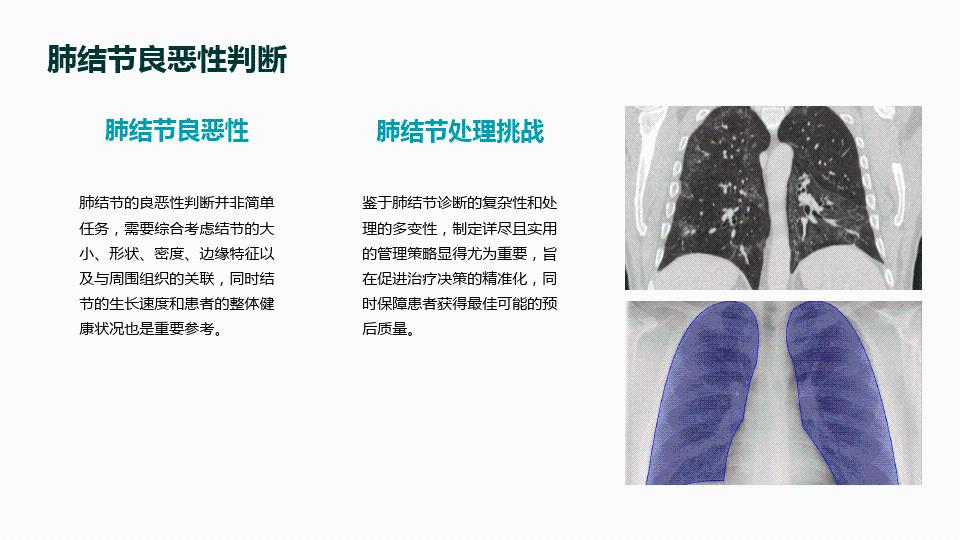 肺结节良恶性判断
肺结节良恶性
肺结节的良恶性判断并非简单
任务，需要综合考虑结节的大
小、形状、密度、边缘特征以
及与周围组织的关联，同时结
节的生长速度和患者的整体健
康状况也是重要参考。
肺结节处理挑战
鉴于肺结节诊断的复杂性和处
理的多变性，制定详尽且实用
的管理策略显得尤为重要，旨
在促进治疗决策的精准化，同
时保障患者获得最佳可能的预
后质量。